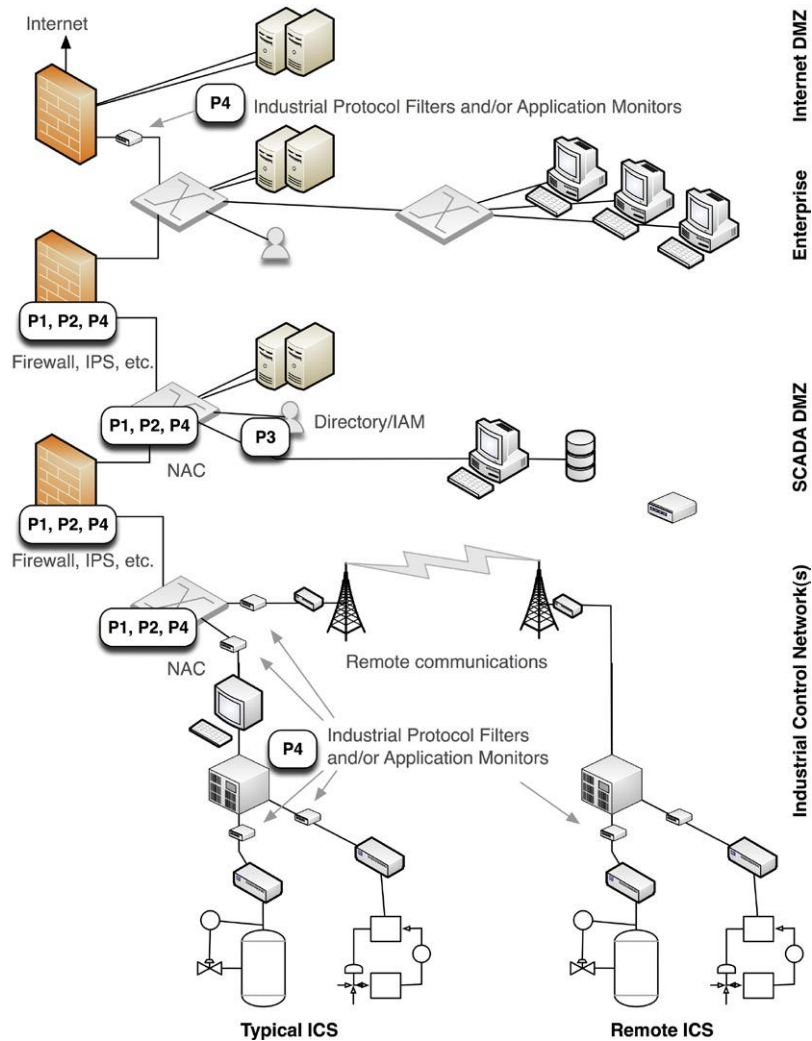 Internet
Internet DMZ
P4
Industrial Protocol Filters and/or Application Monitors
Enterprise
P1, P2, P4
Firewall, IPS, etc.
Directory/IAM
P1, P2, P4
P3
NAC
SCADA DMZ
P1, P2, P4
Firewall, IPS, etc.
P1, P2, P4
NAC
Remote communications
Industrial Control Network(s)
P4
Industrial Protocol Filters
and/or Application Monitors
Typical ICS
Remote ICS